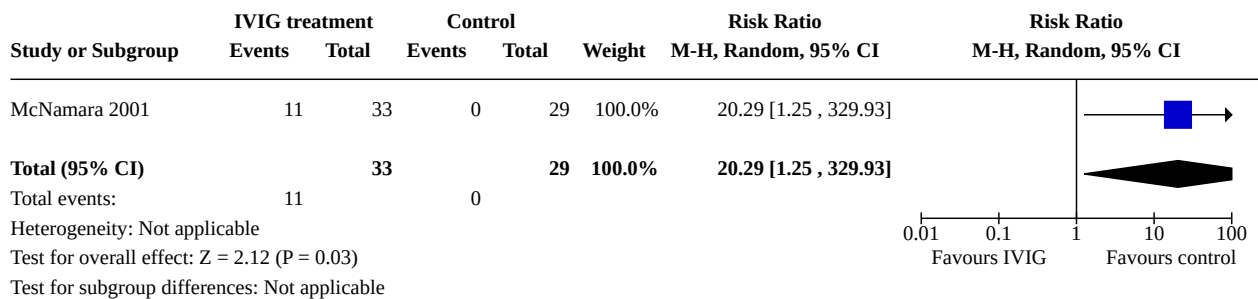 IVIG treatment Control Risk Ratio Risk Ratio
Study or Subgroup Events Total Events Total Weight M-H, Random, 95% CI M-H, Random, 95% CI
McNamara 2001 11 33 0 29 100.0% 20.29 [1.25 , 329.93]
Total (95% CI) 33 29 100.0% 20.29 [1.25 , 329.93]
Total events: 11 0
Heterogeneity: Not applicable
0.01 0.1 1 10 100
Test for overall effect: Z = 2.12 (P = 0.03) Favours IVIG Favours control
Test for subgroup differences: Not applicable